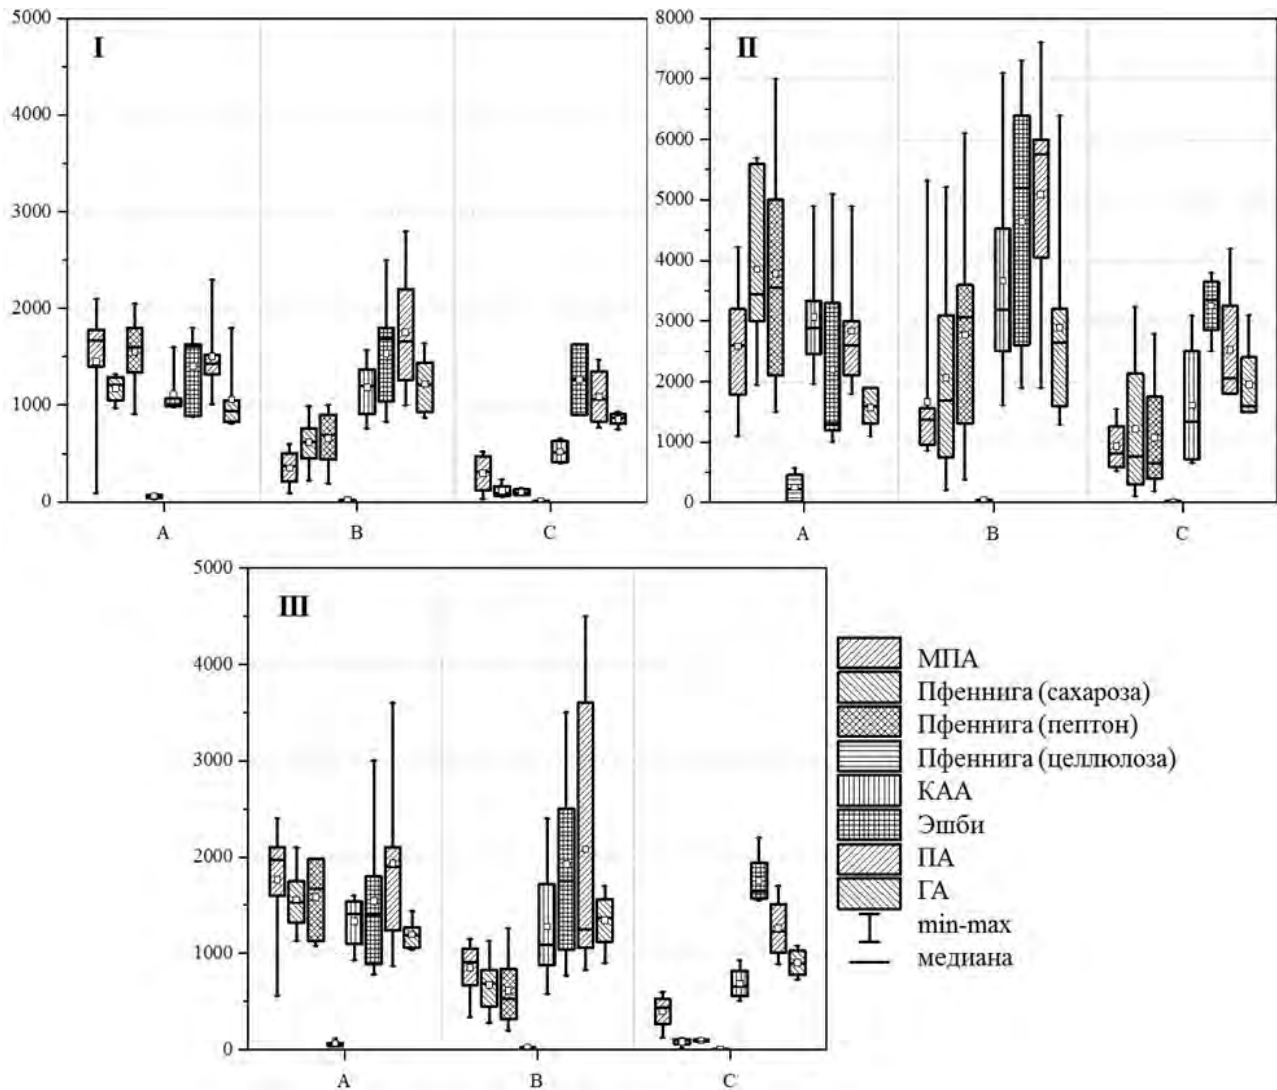 I
5000
4000
3000
2000
1000
0
A
B
C
II
8000
7000
6000
5000
4000
3000
2000
1000
0
A
B
C
III
5000
4000
3000
2000
1000
0
A
B
C
МПА
Пфеннига (сахароза)
Пфеннига (пептон)
Пфеннига (целлюлоза)
КАА
Эшби
ПА
ГА
min-max
медиана